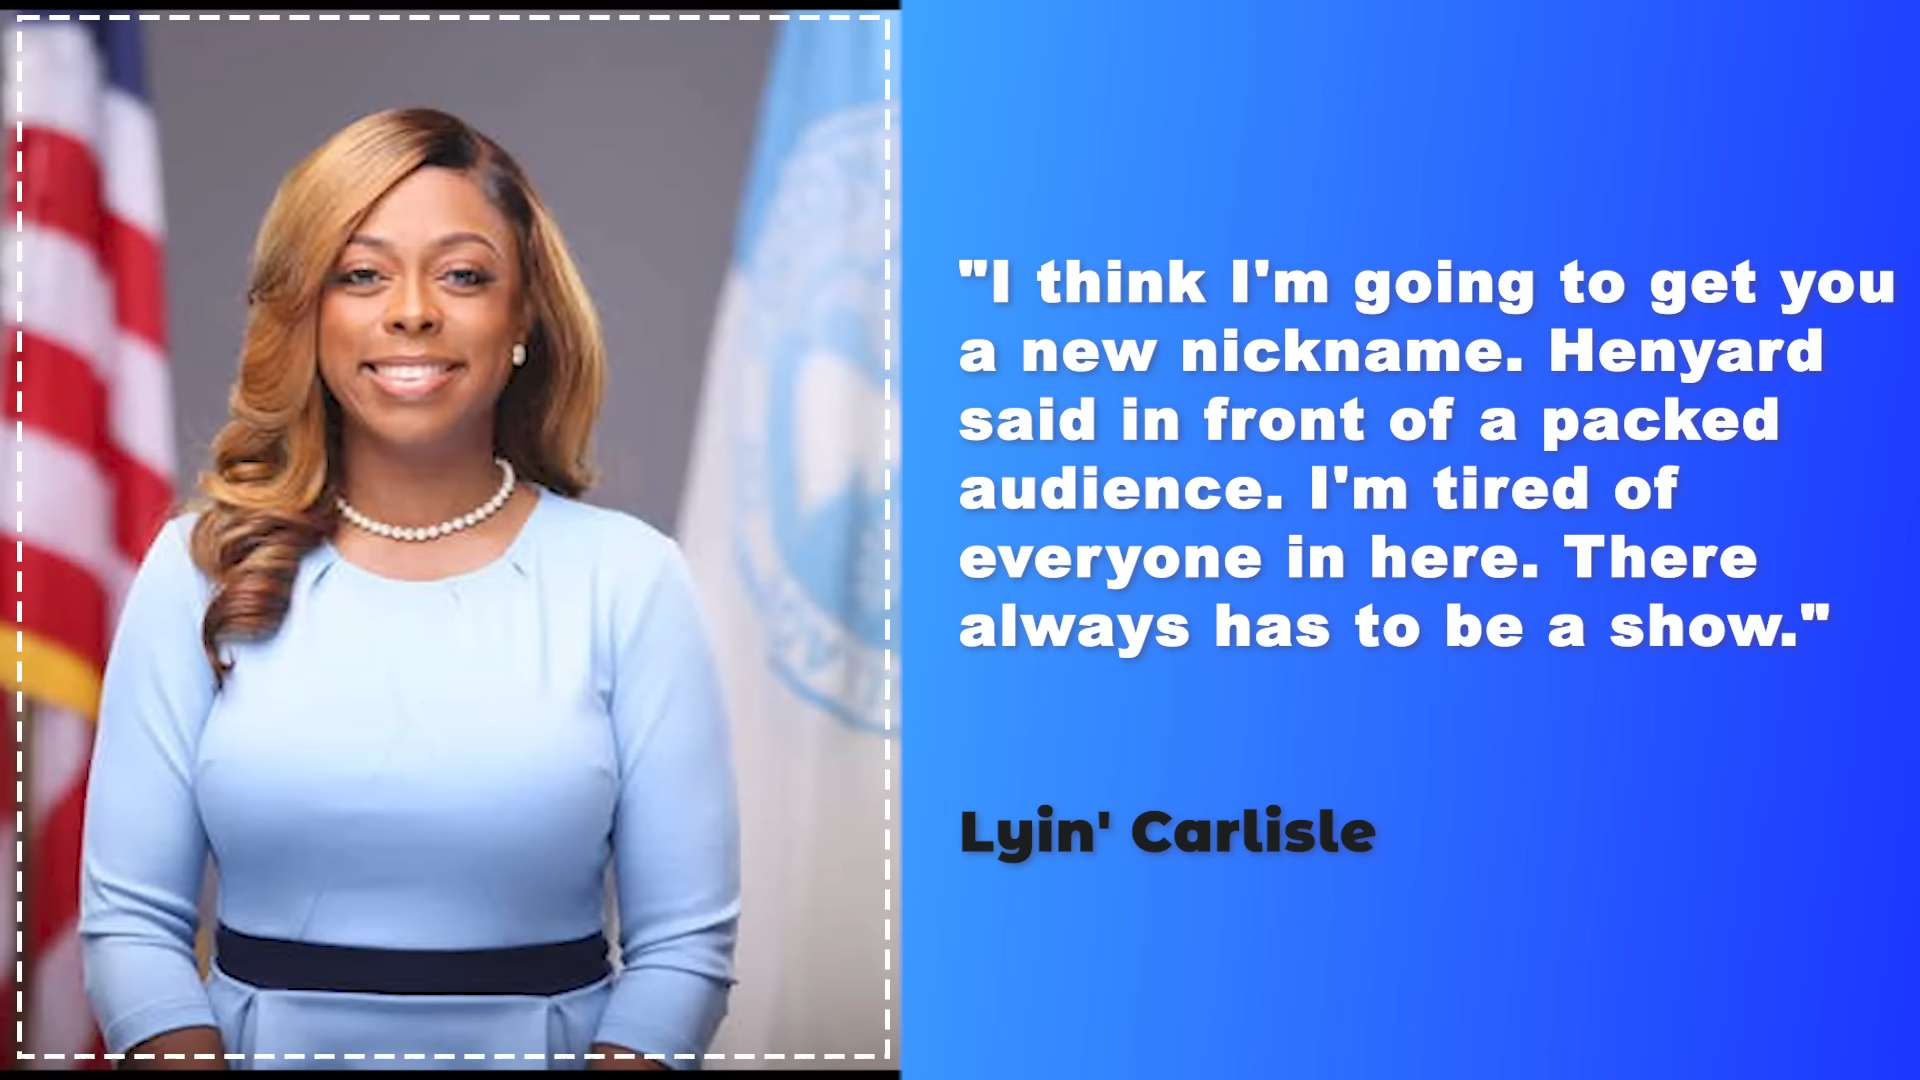 "I think I'm going to get you
a new nickname. Henyard
said in front of a packed
audience. I'm tired of
everyone in here. There
always has to be a show."
Lyin' Carlisle